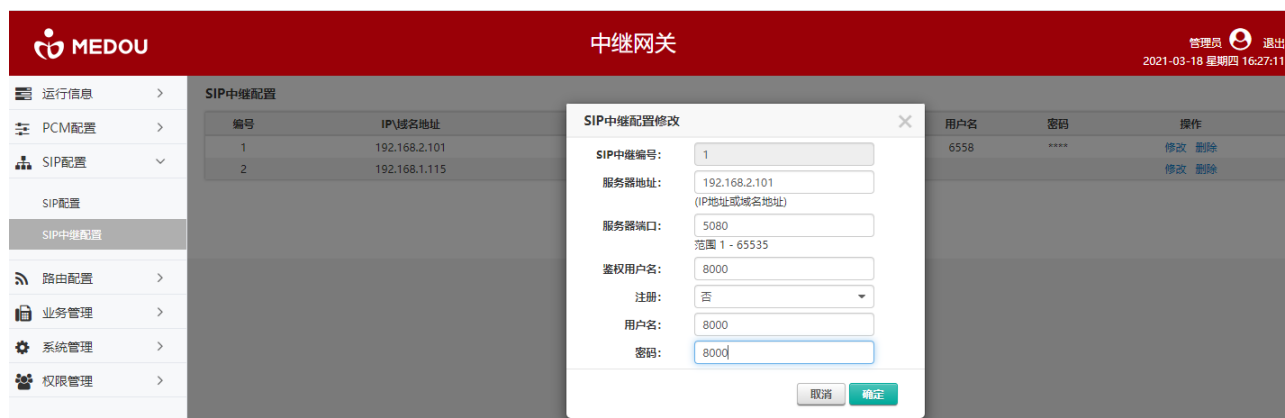 MEDOU
中继网关
管理员 退出
2021-03-18 星期四 16:27:11
运行信息
PCM配置
SIP配置
SIP配置
SIP中继配置
路由配置
业务管理
系统管理
权限管理
SIP中继配置
编号 IP\域名地址 用户名 密码 操作
1 192.168.2.101 6558 **** 修改 删除
2 192.168.1.115 修改 删除
SIP中继配置修改
SIP中继编号: 1
服务器地址: 192.168.2.101
(IP地址或域名地址)
服务器端口: 5080
范围 1 - 65535
鉴权用户名: 8000
注册: 否
用户名: 8000
密码: 8000
取消 确定